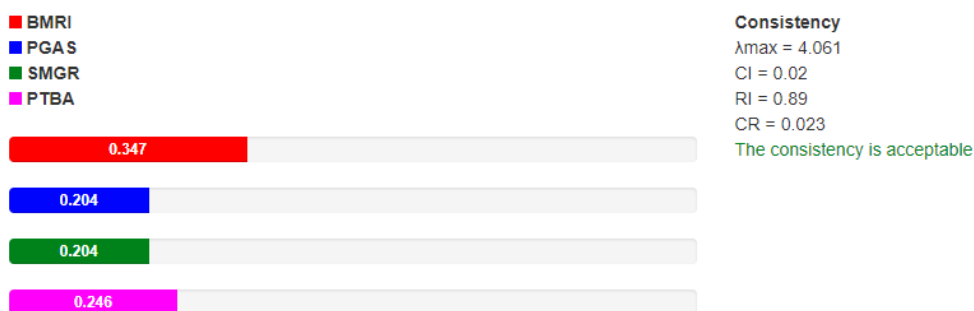 BMRI
PGAS
SMGR
PTBA
Consistency
λmax = 4.061
CI = 0.02
RI = 0.89
CR = 0.023
The consistency is acceptable
0.347
0.204
0.204
0.246